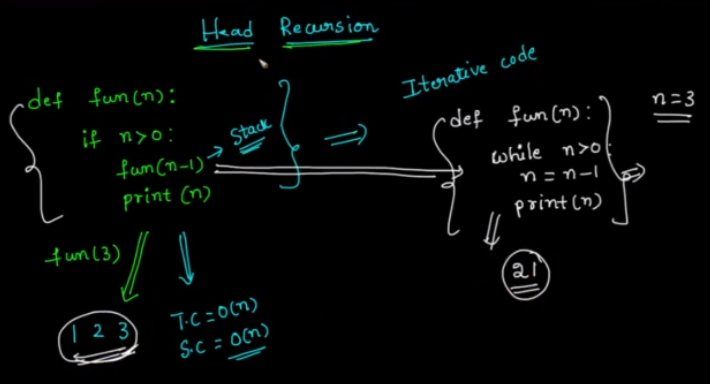 Head Recursion
def fun(n):
if n>0:
fun(n-1)
print(n)
Stack
fun(3)
1 2 3
T.C = O(n)
S.C = O(n)
Iterative code
def fun(n):
while n>0:
n = n-1
print(n)
n=3
21